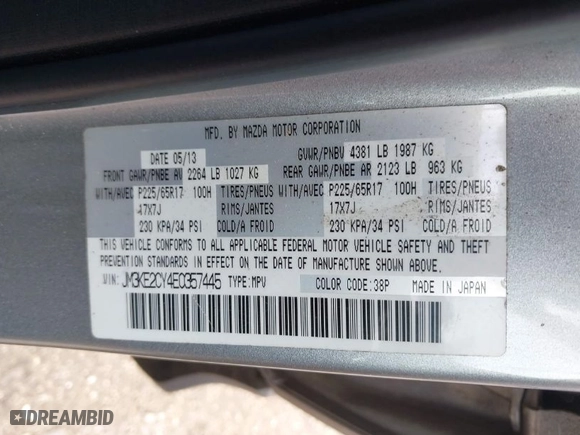 MFD. BY MAZDA MOTOR CORPORATION
DATE 05/13 GVWR/PNBV 4381 LB 1987 KG
FRONT GAWR/PNBE AV 2264 LB 1027 KG REAR GAWR/PNBE AR 2123 LB 963 KG
WITH/AVEC P225/65R17 100H TIRES/PNEUS WITH/AVEC P225/65R17 100H TIRES/PNEUS
17X7J RIMS/JANTES 17X7J RIMS/JANTES
230 KPA/34 PSI COLD/A FROID 230 KPA/34 PSI COLD/A FROID
THIS VEHICLE CONFORMS TO ALL APPLICABLE FEDERAL MOTOR VEHICLE SAFETY AND THEFT
PREVENTION STANDARDS IN EFFECT ON THE DATE OF MANUFACTURE SHOWN ABOVE.
VIN: JM3KE2CY4E0357445 TYPE:MPV COLOR CODE:38P MADE IN JAPAN
DREAMBID